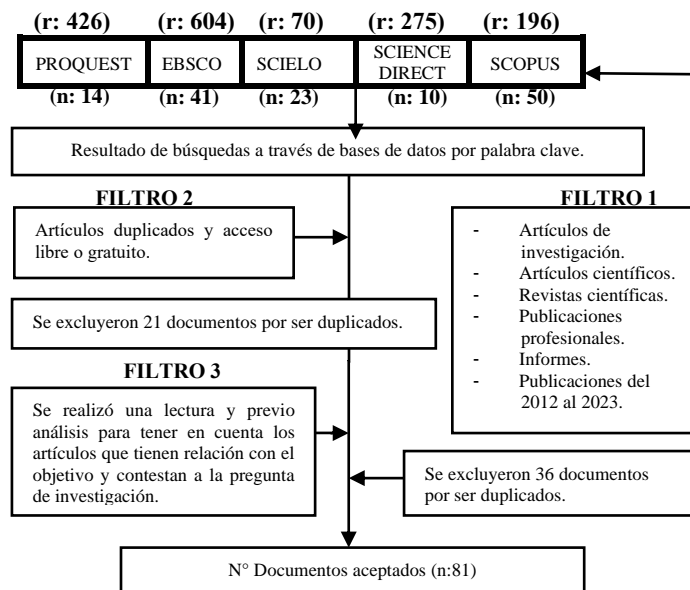 (r: 426) (r: 604) (r: 70) (r: 275) (r: 196)
PROQUEST EBSCO SCIELO SCIENCE DIRECT SCOPUS
(n: 14) (n: 41) (n: 23) (n: 10) (n: 50)
Resultado de búsquedas a través de bases de datos por palabra clave.
FILTRO 2
Artículos duplicados y acceso
libre o gratuito.
FILTRO 1
- Artículos de
investigación.
- Artículos científicos.
- Revistas científicas.
- Publicaciones
profesionales.
- Informes.
- Publicaciones del
2012 al 2023.
Se excluyeron 21 documentos por ser duplicados.
FILTRO 3
Se realizó una lectura y previo
análisis para tener en cuenta los
artículos que tienen relación con el
objetivo y contestan a la pregunta
de investigación.
Se excluyeron 36 documentos
por ser duplicados.
N° Documentos aceptados (n:81)